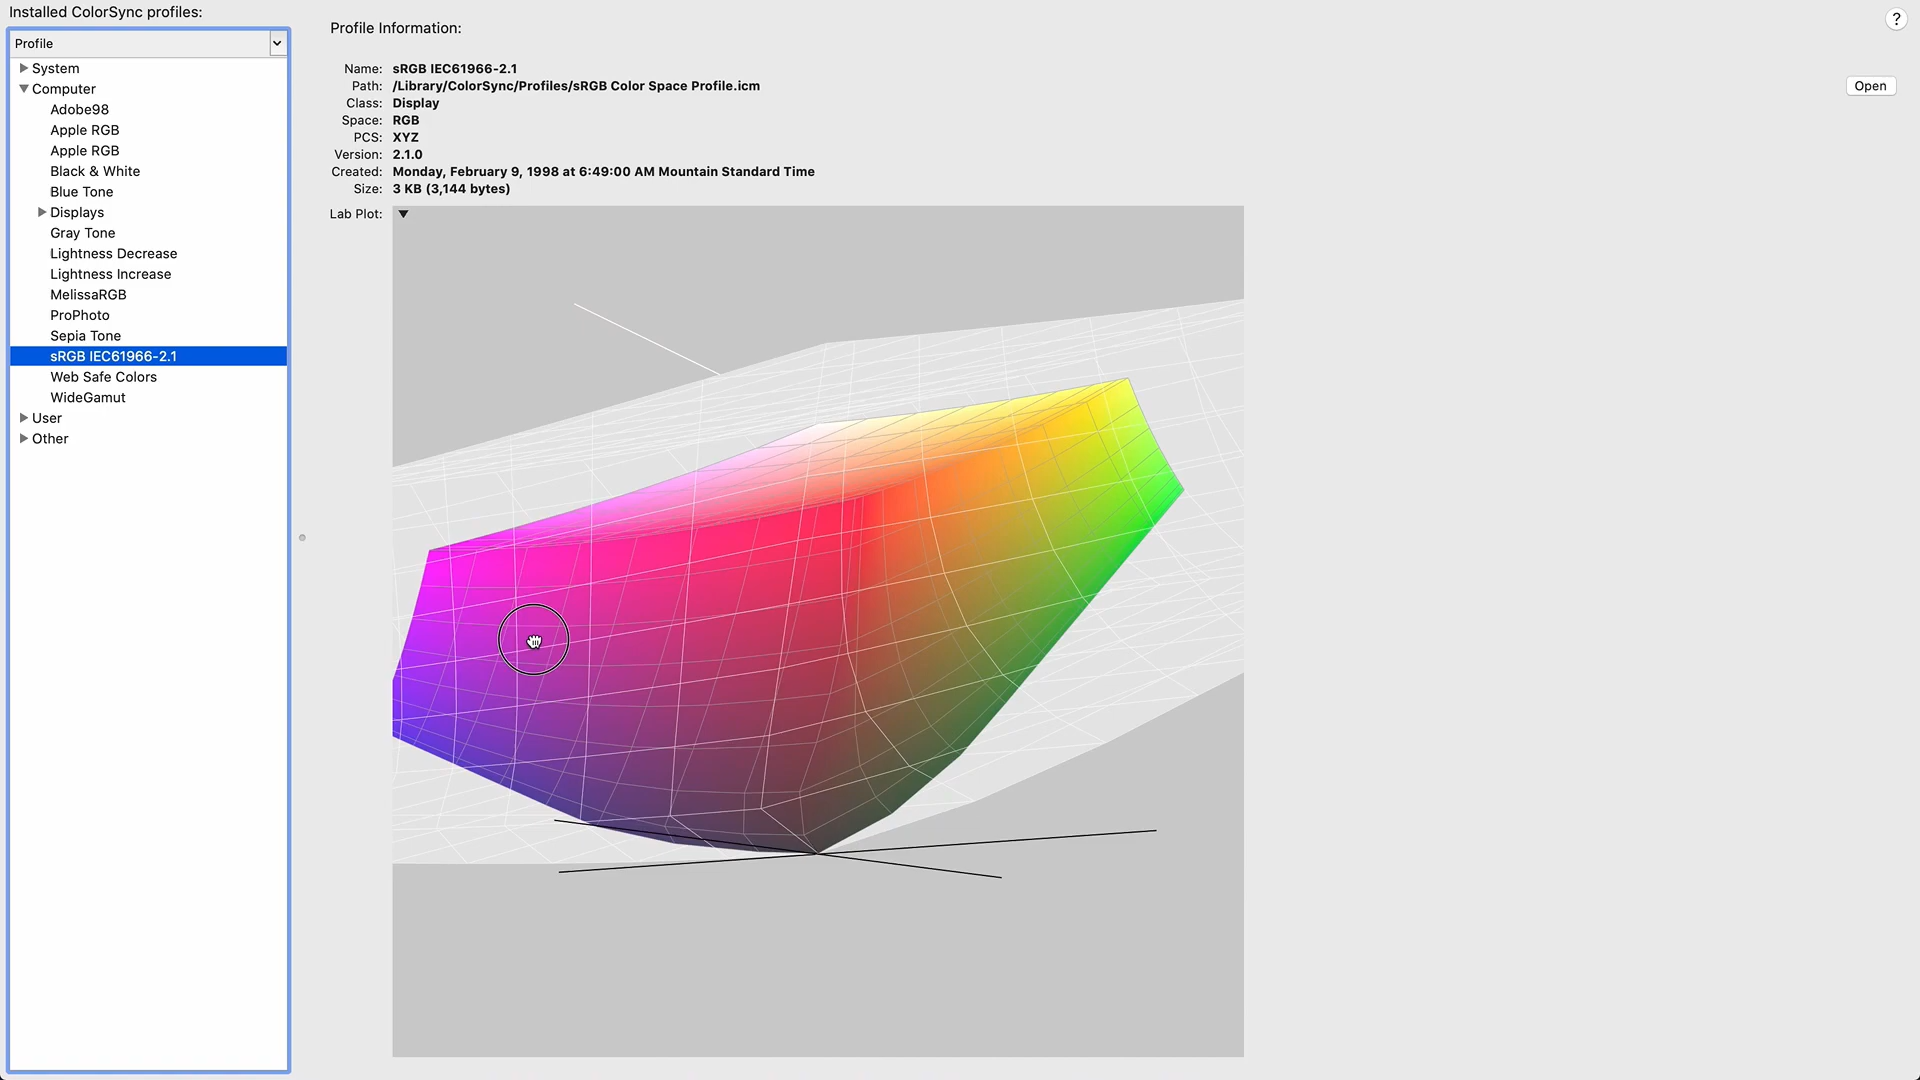 Installed ColorSync profiles:
Profile
System
Computer
Adobe98
Apple RGB
Apple RGB
Black & White
Blue Tone
Displays
Gray Tone
Lightness Decrease
Lightness Increase
MelissaRGB
ProPhoto
Sepia Tone
sRGB IEC61966-2.1
Web Safe Colors
WideGamut
User
Other
Profile Information:
?
Name: sRGB IEC61966-2.1
Path: /Library/ColorSync/Profiles/sRGB Color Space Profile.icm
Open
Class: Display
Space: RGB
PCS: XYZ
Version: 2.1.0
Created: Monday, February 9, 1998 at 6:49:00 AM Mountain Standard Time
Size: 3 KB (3,144 bytes)
Lab Plot: